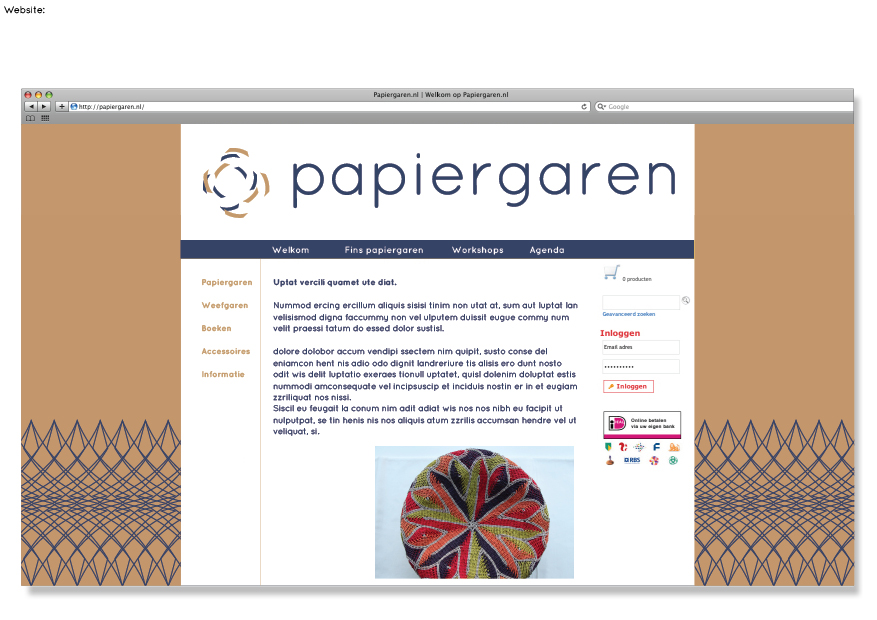 Website:
Papiergaren.nl | Welkom op Papiergaren.nl
http://papiergaren.nl/
Google
papiergaren
Welkom Fins papiergaren Workshops Agenda
0 producten
Geavanceerd zoeken
Inloggen
Email adres
••••••••••
Inloggen
iDEAL
Online betalen
via uw eigen bank
RBS
Papiergaren
Weefgaren
Boeken
Accessoires
Informatie
Uptat vercili quamet ute diat.
Nummod ercing ercillum aliquis sisisi tinim non utat at, sum aut luptat lan
velisismod digna faccummy non vel ulputem duissit eugue commy num
velit praessi tatum do essed dolor sustisl.
dolore dolobor accum vendipi ssectem nim quipit, susto conse del
eniamcon hent nis adio odo dignit landreriure tis alisis ero dunt nosto
odit wis delit luptatio exeraes tionull uptatet, quisl dolenim doluptat estis
nummodi amconsequate vel incipsuscip et inciduis nostin er in et eugiam
zzriliquat nos nissi.
Siscil eu feugait la conum nim adit adiat wis nos nos nibh eu facipit ut
nulputpat, se tin henis nis nos aliquis atum zzrilis accumsan hendre vel ut
veliquat, si.